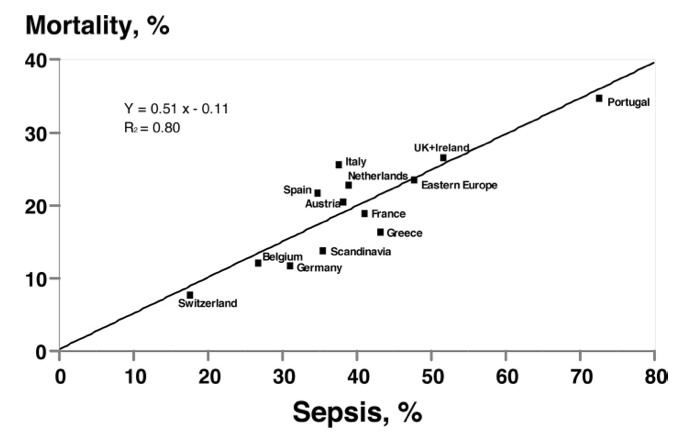 Mortality, %
40
Y = 0.51 x - 0.11
R2 = 0.80
Portugal
30
UK+Ireland
Italy
Netherlands
Eastern Europe
Spain
Austria
20
France
Greece
Scandinavia
Belgium
Germany
10
Switzerland
0
0 10 20 30 40 50 60 70 80
Sepsis, %